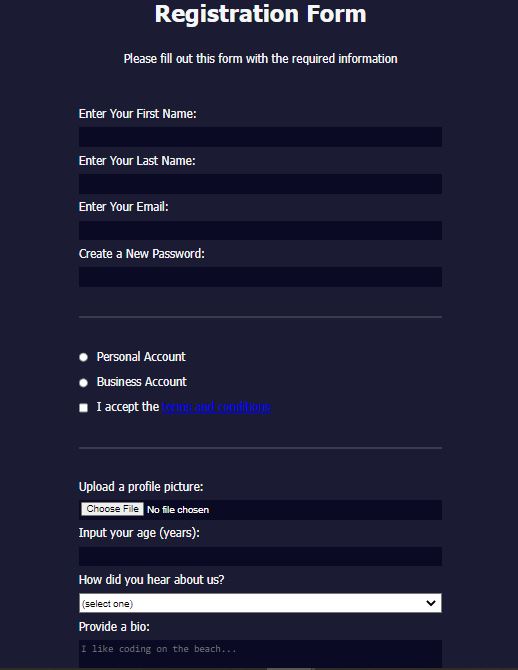 Registration Form
Please fill out this form with the required information
Enter Your First Name:
Enter Your Last Name:
Enter Your Email:
Create a New Password:
Personal Account
Business Account
I accept the terms and conditions
Upload a profile picture:
Choose File No file chosen
Input your age (years):
How did you hear about us?
(select one)
Provide a bio:
I like coding on the beach...